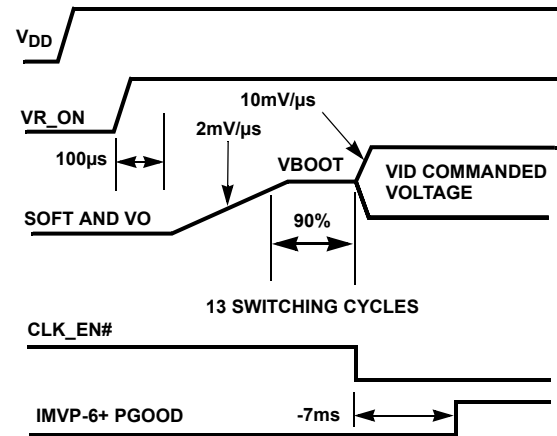 VDD
10mV/µs
VR_ON
2mV/µs
100µs
VBOOT
VID COMMANDED
VOLTAGE
SOFT AND VO
90%
13 SWITCHING CYCLES
CLK_EN#
IMVP-6+ PGOOD
-7ms